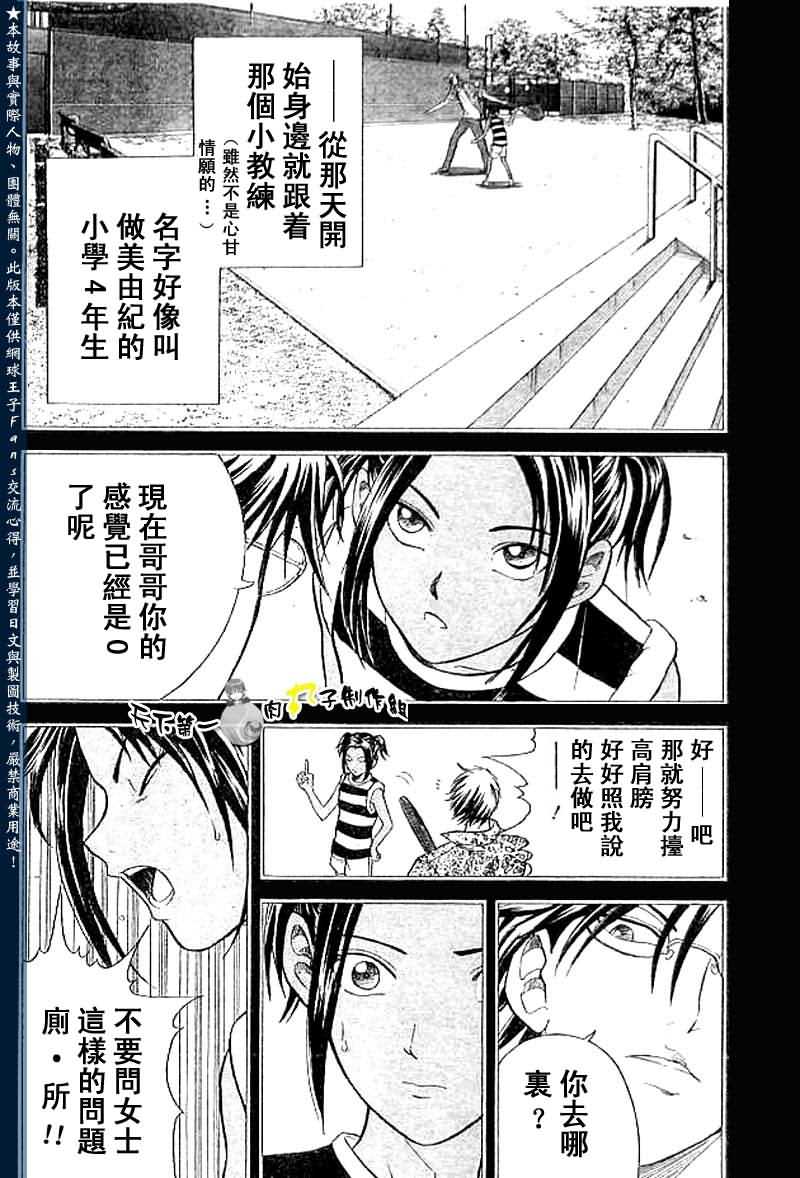 ——從那天開
始身邊就跟着
那個小教練
（雖然不是心甘
情願的…）
名字好像叫
做美由紀的
小學4年生
現在哥哥你的
感覺已經是0
了呢
好——吧
那就努力擡
高肩膀
好好照我說
的去做吧
——！
你去哪
裏？
不要問女士
這樣的問題
廁·所!!
天下第一
肉丸子制作組
★本故事與實際人物、團體無關。此版本僅供網球王子Fans交流心得，並學習日文與製圖技術，嚴禁商業用途！